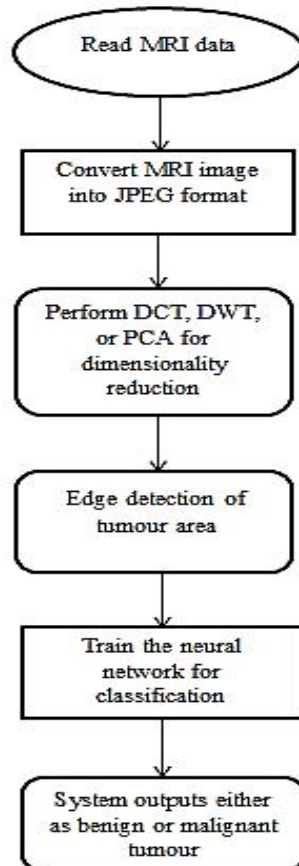 Read MRI data
Convert MRI image
into JPEG format
Perform DCT, DWT,
or PCA for
dimensionality
reduction
Edge detection of
tumour area
Train the neural
network for
classification
System outputs either
as benign or malignant
tumour